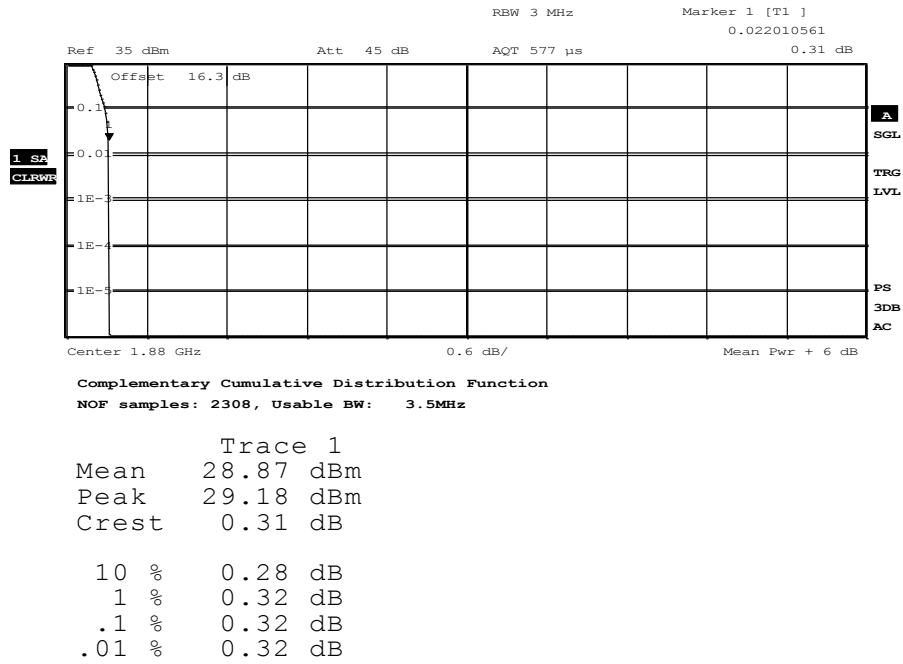 RBW 3 MHz Marker 1 [T1 ]
0.022010561
Ref 35 dBm Att 45 dB AQT 577 µs 0.31 dB
Offset 16.3 dB
0.1
1
A
SGL
1 SA
CLRWR
0.01
TRG
LVL
1E-3
1E-4
1E-5
PS
3DB
AC
Center 1.88 GHz 0.6 dB/ Mean Pwr + 6 dB
Complementary Cumulative Distribution Function
NOF samples: 2308, Usable BW: 3.5MHz
Trace 1
Mean 28.87 dBm
Peak 29.18 dBm
Crest 0.31 dB
10 % 0.28 dB
1 % 0.32 dB
.1 % 0.32 dB
.01 % 0.32 dB